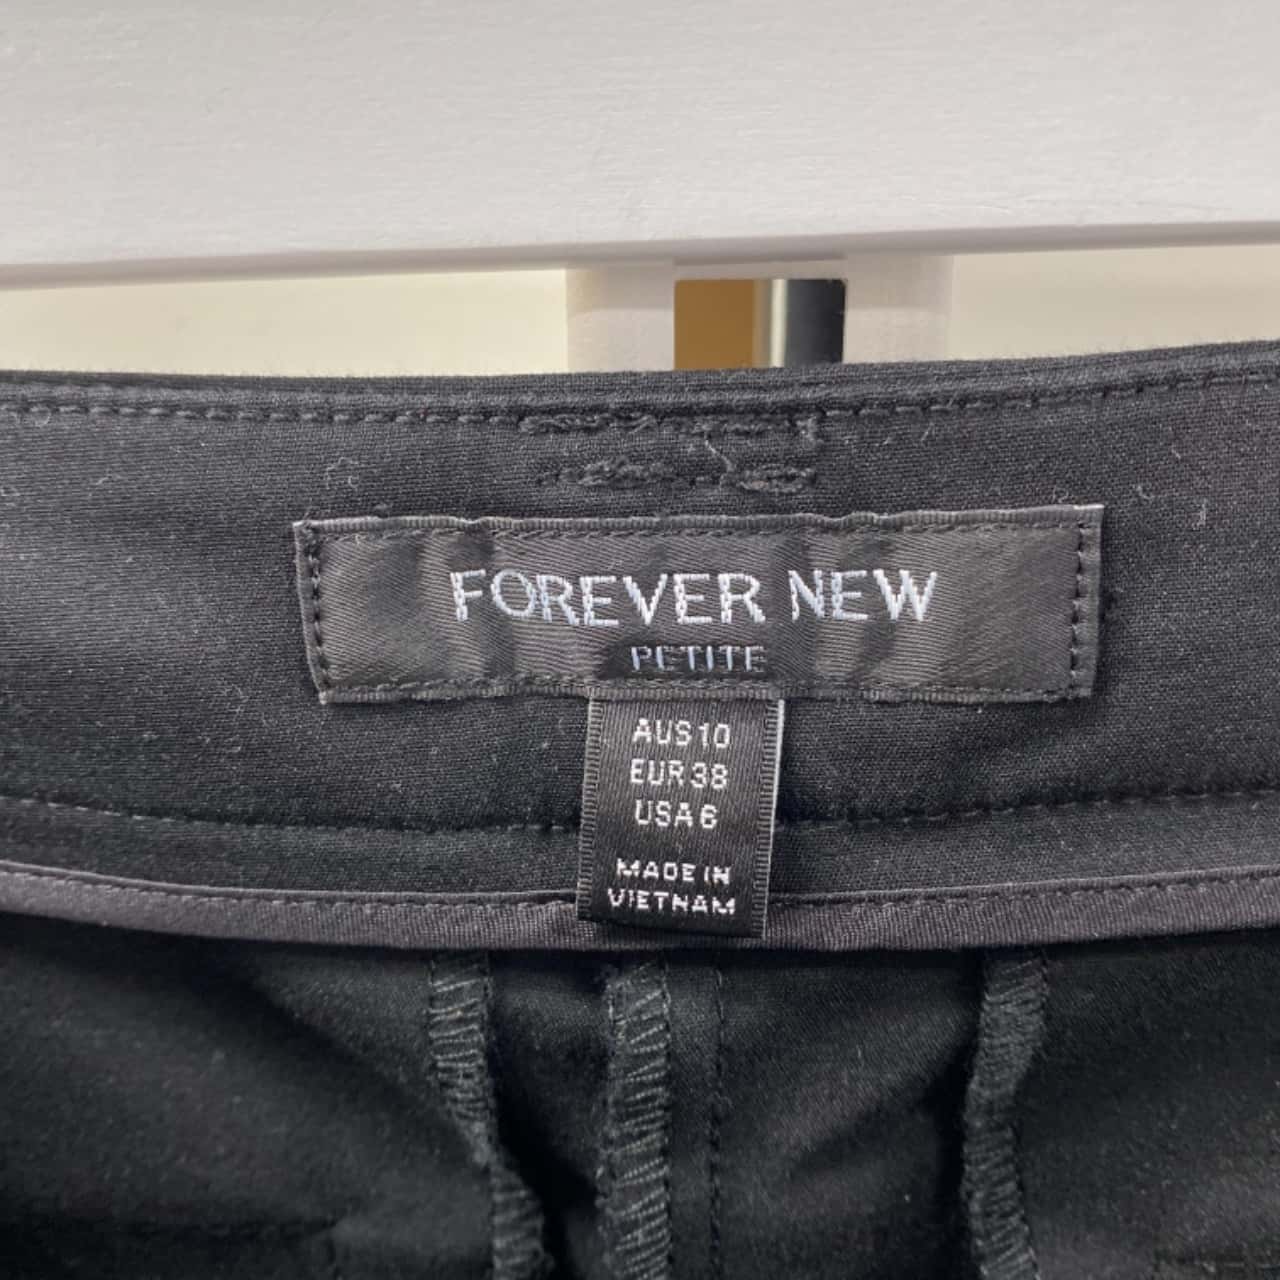 FOREVER NEW
PETITE
AUS 10
EUR 38
USA 6
MADE IN
VIETNAM